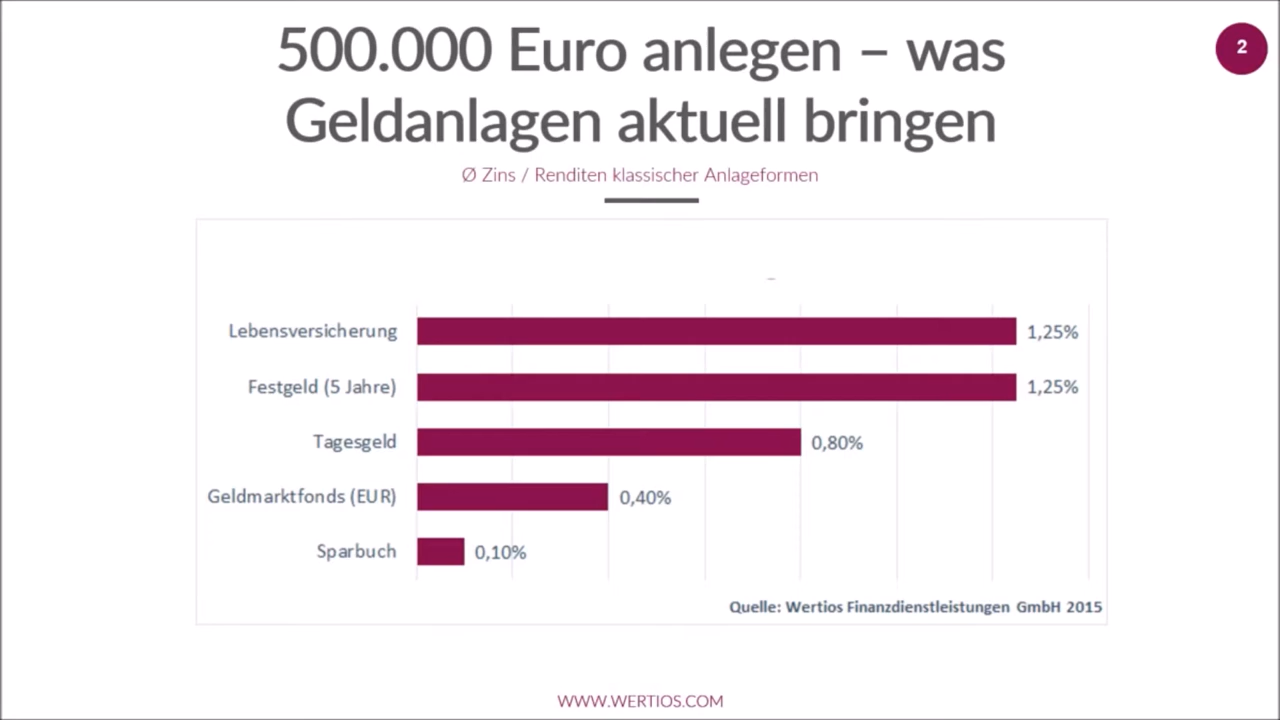 500.000 Euro anlegen – was
Geldanlagen aktuell bringen
2
Ø Zins / Renditen klassischer Anlageformen
Lebensversicherung 1,25%
Festgeld (5 Jahre) 1,25%
Tagesgeld 0,80%
Geldmarktfonds (EUR) 0,40%
Sparbuch 0,10%
Quelle: Wertios Finanzdienstleistungen GmbH 2015
WWW.WERTIOS.COM